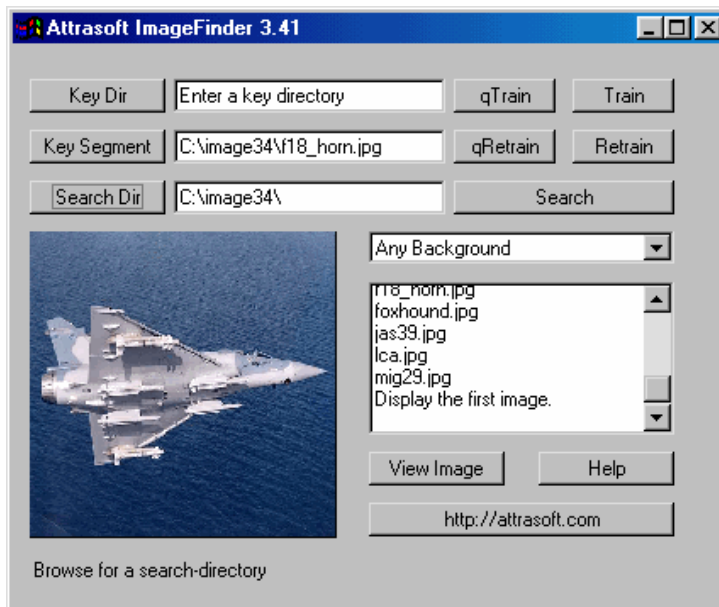 Attrasoft ImageFinder 3.41
Key Dir Enter a key directory qTrain Train
Key Segment C:\image34\f18_horn.jpg qRetrain Retrain
Search Dir C:\image34\ Search
Any Background
f18_horn.jpg
foxhound.jpg
jas39.jpg
lca.jpg
mig29.jpg
Display the first image.
View Image Help
http://attrasoft.com
Browse for a search-directory